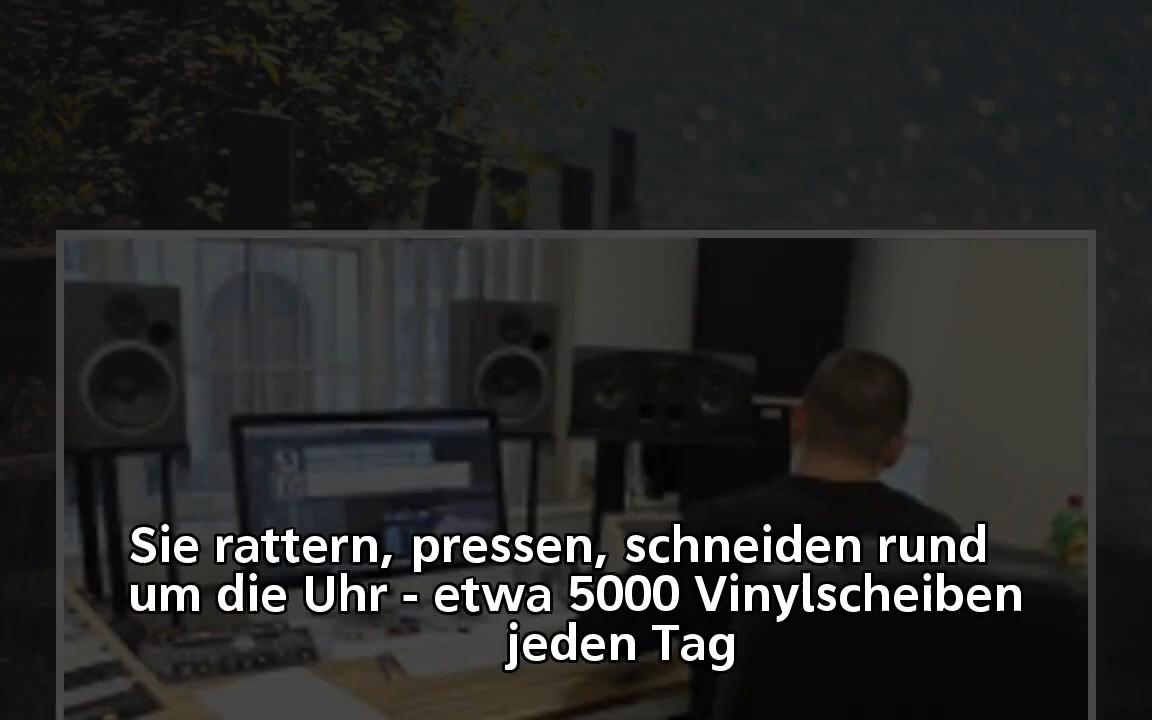 Sie rattern, pressen, schneiden rund
um die Uhr - etwa 5000 Vinylscheiben
jeden Tag